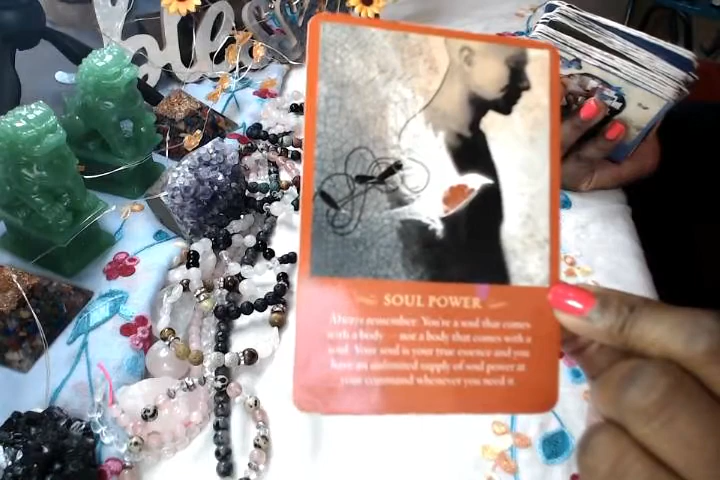 bless
SOUL POWER
Always remember: You're a soul that comes
with a body — not a body that comes with a
soul. Your soul is your true essence and you
have an unlimited supply of soul power at
your command whenever you need it.